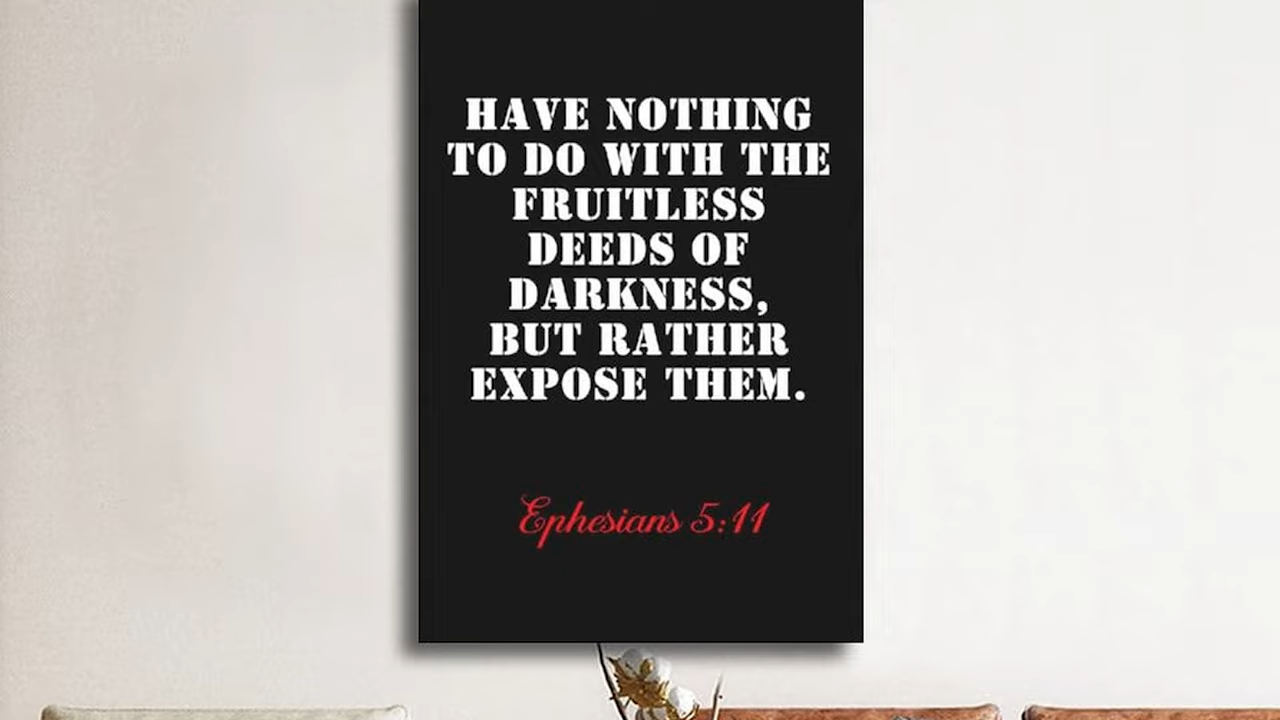 HAVE NOTHING
TO DO WITH THE
FRUITLESS
DEEDS OF
DARKNESS,
BUT RATHER
EXPOSE THEM.
Ephesians 5:11